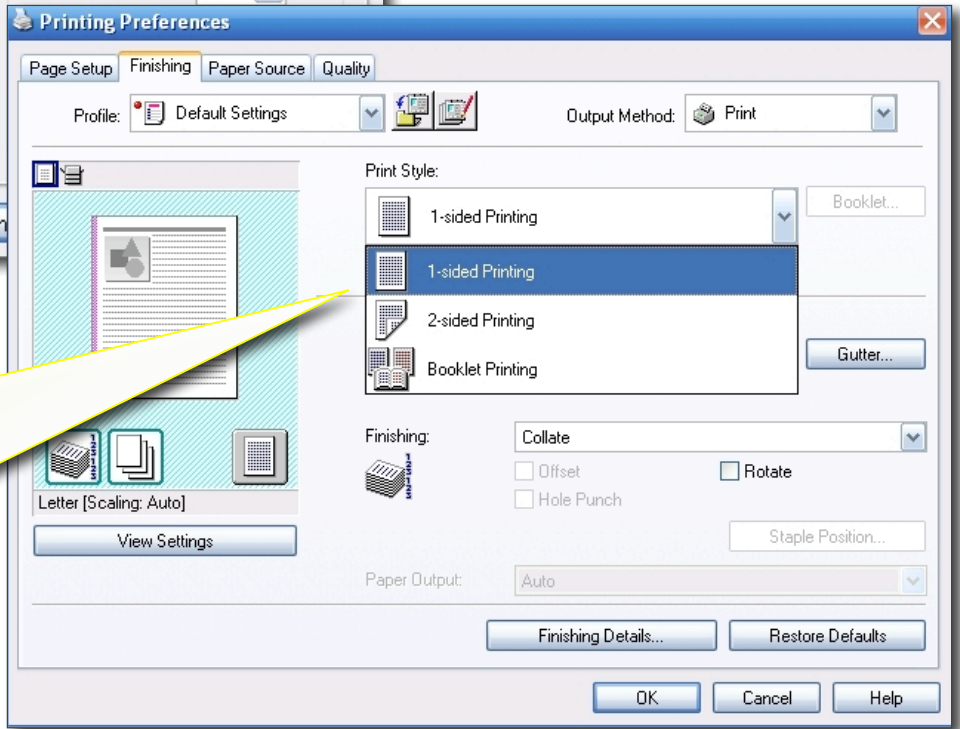 Printing Preferences
Page Setup Finishing Paper Source Quality
Profile: Default Settings Output Method: Print
Print Style:
1-sided Printing Booklet...
1-sided Printing
2-sided Printing
Booklet Printing
Gutter...
Finishing: Collate
Offset Rotate
Hole Punch
Letter [Scaling: Auto]
View Settings Staple Position...
Paper Output: Auto
Finishing Details... Restore Defaults
OK Cancel Help